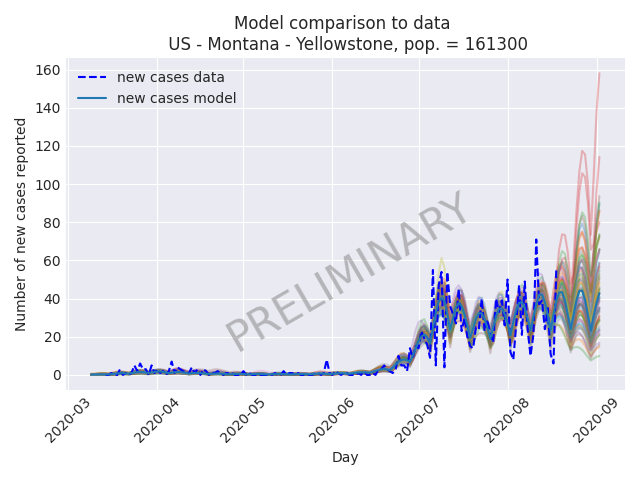 Model comparison to data
US - Montana - Yellowstone, pop. = 161300
new cases data
new cases model
160
140
120
100
80
60
40
20
0
Number of new cases reported
PRELIMINARY
2020-03
2020-04
2020-05
2020-06
2020-07
2020-08
2020-09
Day